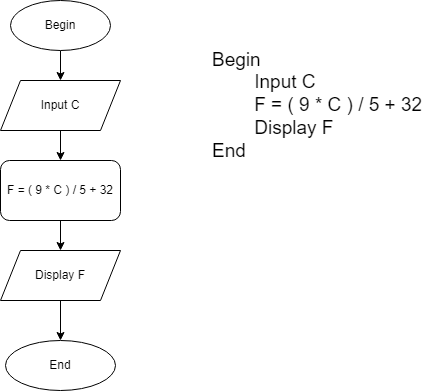 Begin
Input C
F = ( 9 * C ) / 5 + 32
Display F
End
Begin
Input C
F = ( 9 * C ) / 5 + 32
Display F
End